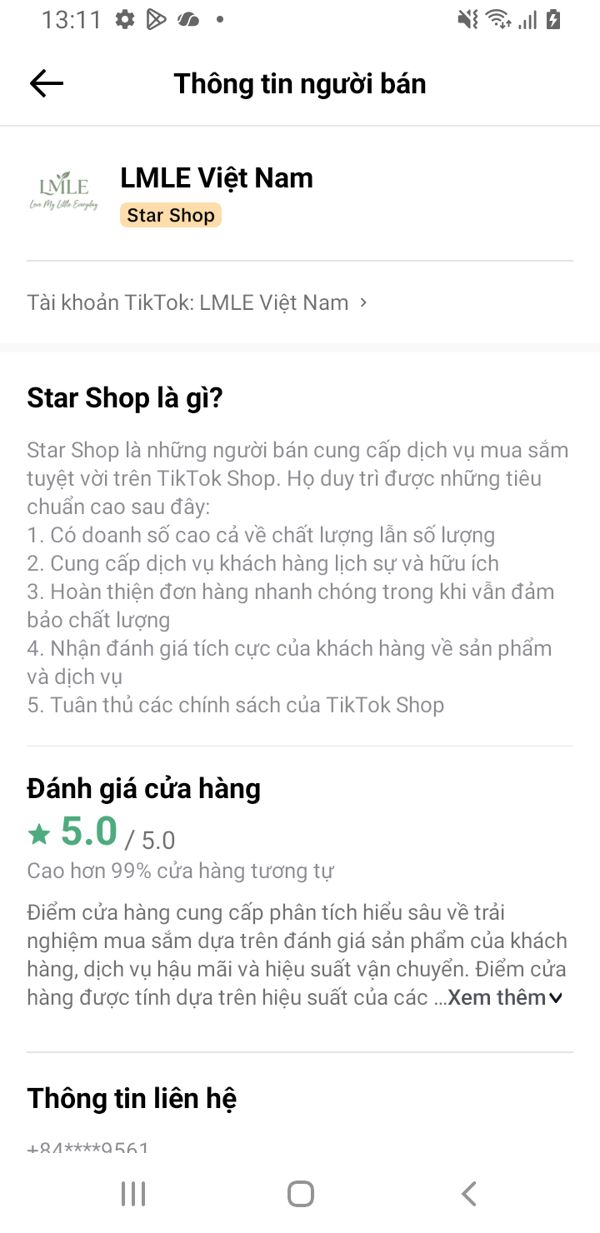 13:11
Thông tin người bán
LMLE
Love My Little Everyday
LMLE Việt Nam
Star Shop
Tài khoản TikTok: LMLE Việt Nam >
Star Shop là gì?
Star Shop là những người bán cung cấp dịch vụ mua sắm
tuyệt vời trên TikTok Shop. Họ duy trì được những tiêu
chuẩn cao sau đây:
1. Có doanh số cao cả về chất lượng lẫn số lượng
2. Cung cấp dịch vụ khách hàng lịch sự và hữu ích
3. Hoàn thiện đơn hàng nhanh chóng trong khi vẫn đảm
bảo chất lượng
4. Nhận đánh giá tích cực của khách hàng về sản phẩm
và dịch vụ
5. Tuân thủ các chính sách của TikTok Shop
Đánh giá cửa hàng
5.0 / 5.0
Cao hơn 99% cửa hàng tương tự
Điểm cửa hàng cung cấp phân tích hiểu sâu về trải
nghiệm mua sắm dựa trên đánh giá sản phẩm của khách
hàng, dịch vụ hậu mãi và hiệu suất vận chuyển. Điểm cửa
hàng được tính dựa trên hiệu suất của các ...Xem thêm
Thông tin liên hệ
+84****9561